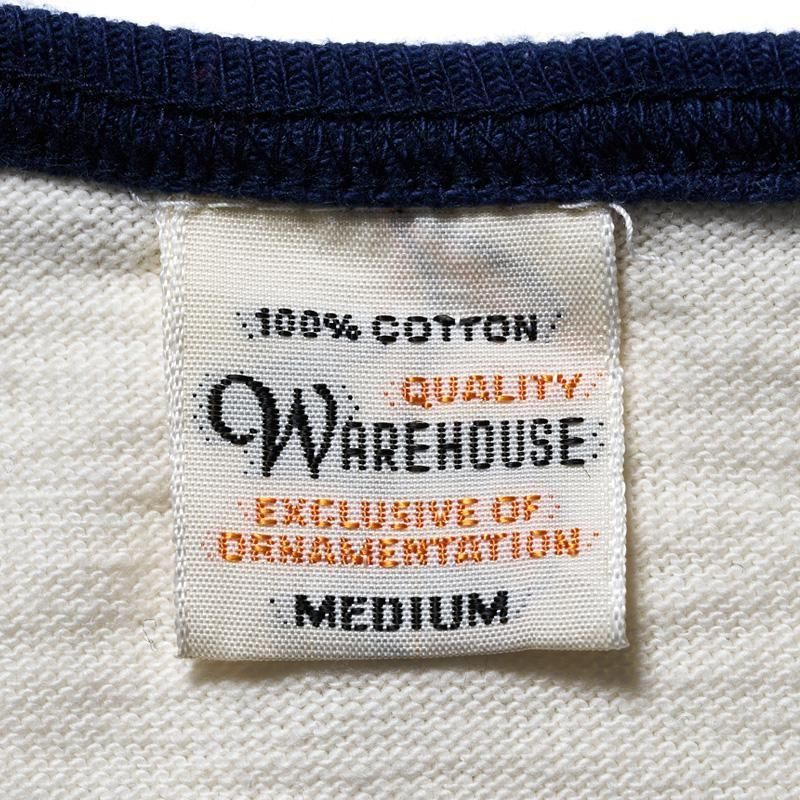 100% COTTON
QUALITY
WAREHOUSE
EXCLUSIVE OF
ORNAMENTATION
MEDIUM